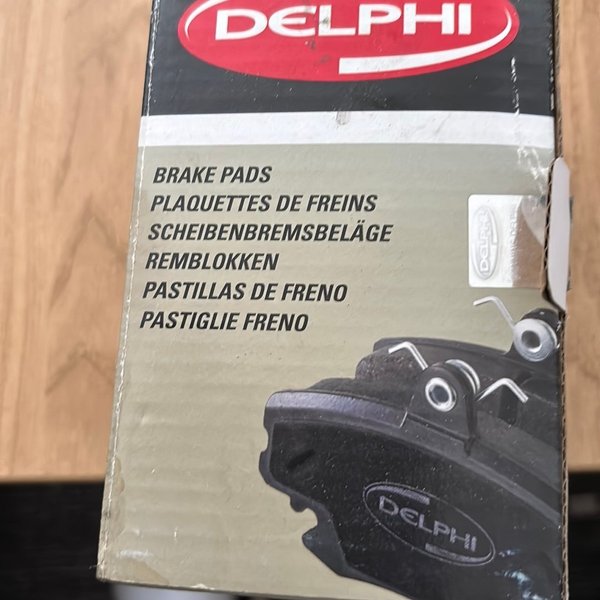 DELPHI
BRAKE PADS
PLAQUETTES DE FREINS
SCHEIBENBREMSBELÄGE
REMBLOKKEN
PASTILLAS DE FRENO
PASTIGLIE FRENO
DELPHI
DELPHI